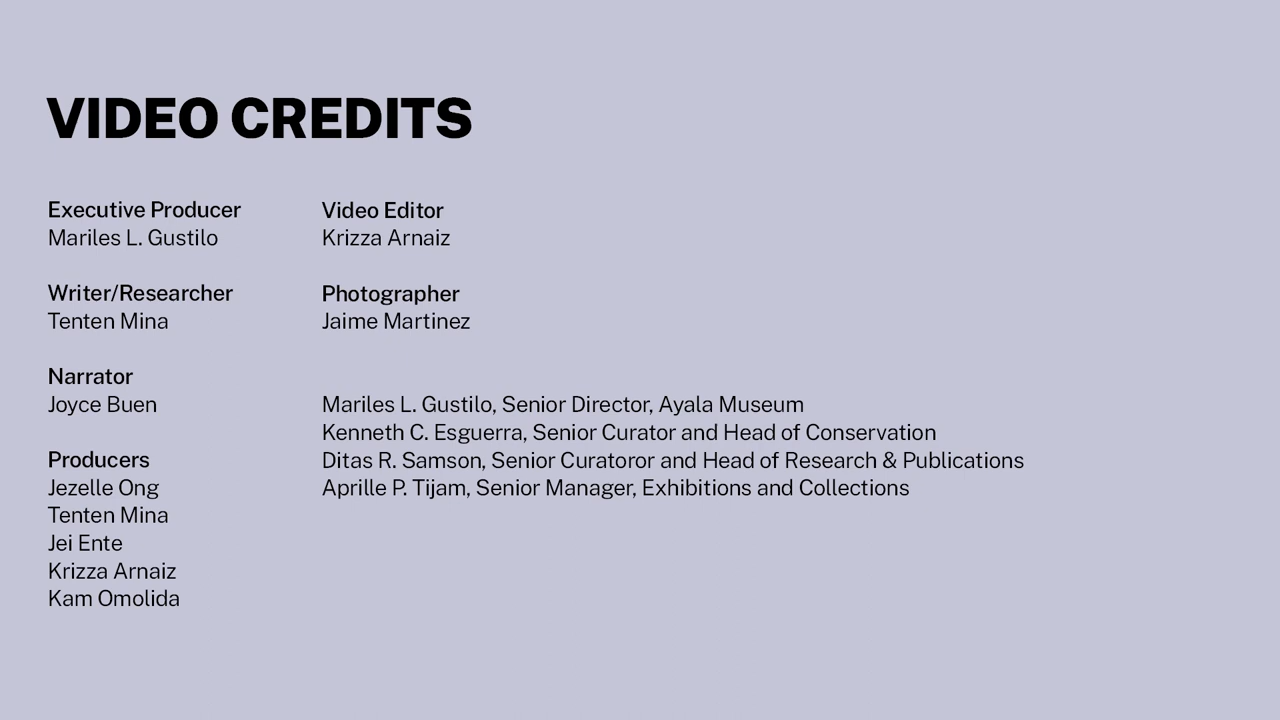 VIDEO CREDITS
Executive Producer
Mariles L. Gustilo
Writer/Researcher
Tenten Mina
Narrator
Joyce Buen
Producers
Jezelle Ong
Tenten Mina
Jei Ente
Krizza Arnaiz
Kam Omolida
Video Editor
Krizza Arnaiz
Photographer
Jaime Martinez
Mariles L. Gustilo, Senior Director, Ayala Museum
Kenneth C. Esguerra, Senior Curator and Head of Conservation
Ditas R. Samson, Senior Curatoror and Head of Research & Publications
Aprille P. Tijam, Senior Manager, Exhibitions and Collections